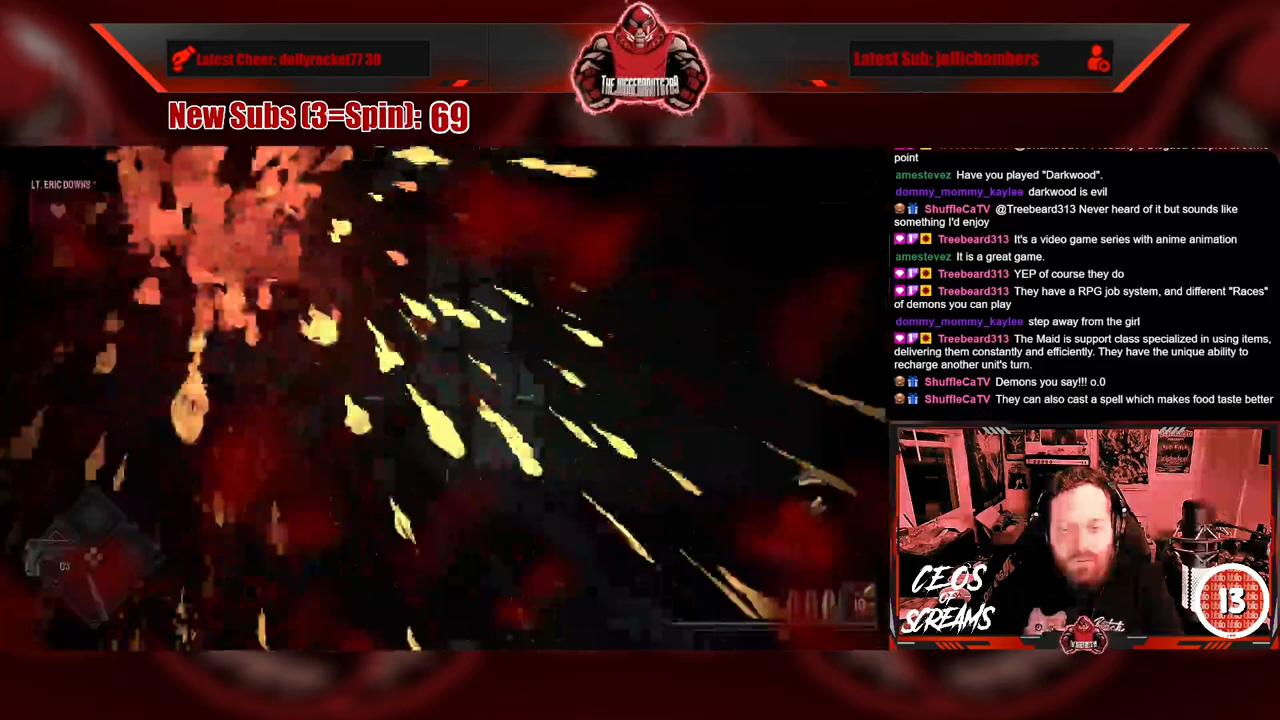 Latest Cheer: dollyrocket77 30
THEJUGGERNAUT6789
Latest Sub: jeffichambers
New Subs (3=Spin): 69
LT. ERIC DOWNS
point
amestevez Have you played "Darkwood".
dommy_mommy_kaylee darkwood is evil
ShuffleCaTV @Treebeard313 Never heard of it but sounds like
something I'd enjoy
Treebeard313 It's a video game series with anime animation
amestevez It is a great game.
Treebeard313 YEP of course they do
Treebeard313 They have a RPG job system, and different "Races"
of demons you can play
dommy_mommy_kaylee step away from the girl
Treebeard313 The Maid is support class specialized in using items,
delivering them constantly and efficiently. They have the unique ability to
recharge another unit's turn.
ShuffleCaTV Demons you say!!! o.0
ShuffleCaTV They can also cast a spell which makes food taste better
CEOS
OF
SCREAMS
13
10